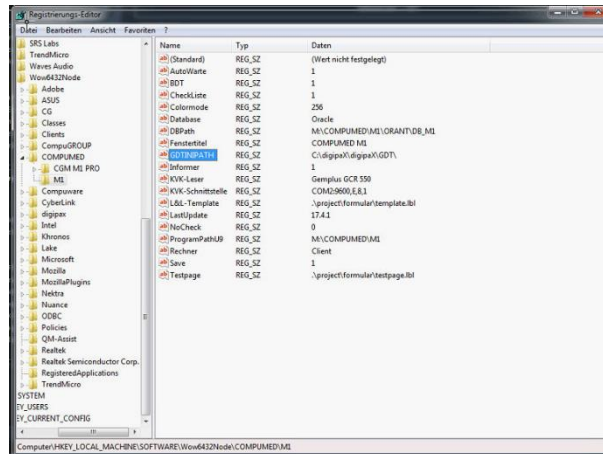 Registrierungs-Editor
Datei Bearbeiten Ansicht Favoriten ?
SRS Labs
TrendMicro
Waves Audio
Wow6432Node
Adobe
ASUS
CG
Classes
Clients
CompuGROUP
COMPUMED
CGM M1 PRO
M1
Compuware
CyberLink
digipax
Intel
Khronos
Lake
Microsoft
Mozilla
MozillaPlugins
Nektra
Nuance
ODBC
Policies
QM-Assist
Realtek
Realtek Semiconductor Corp.
RegisteredApplications
TrendMicro
SYSTEM
EY_USERS
EY_CURRENT_CONFIG
Name Typ Daten
(Standard) REG_SZ (Wert nicht festgelegt)
AutoWarte REG_SZ 1
BDT REG_SZ 1
CheckListe REG_SZ 1
Colormode REG_SZ 256
Database REG_SZ Oracle
DBPath REG_SZ M:\COMPUMED\M1\ORANT\DB_M1
Fenstertitel REG_SZ COMPUMED M1
GDTINIPATH REG_SZ C:\digipaX\digipaX\GDT\
Informer REG_SZ 1
KVK-Leser REG_SZ Gemplus GCR 550
KVK-Schnittstelle REG_SZ COM2:9600,E,8,1
L&L-Template REG_SZ .\project\formular\template.lbl
LastUpdate REG_SZ 17.4.1
NoCheck REG_SZ 0
ProgramPathU9 REG_SZ M:\COMPUMED\M1
Rechner REG_SZ Client
Save REG_SZ 1
Testpage REG_SZ .\project\formular\testpage.lbl
Computer\HKEY_LOCAL_MACHINE\SOFTWARE\Wow6432Node\COMPUMED\M1